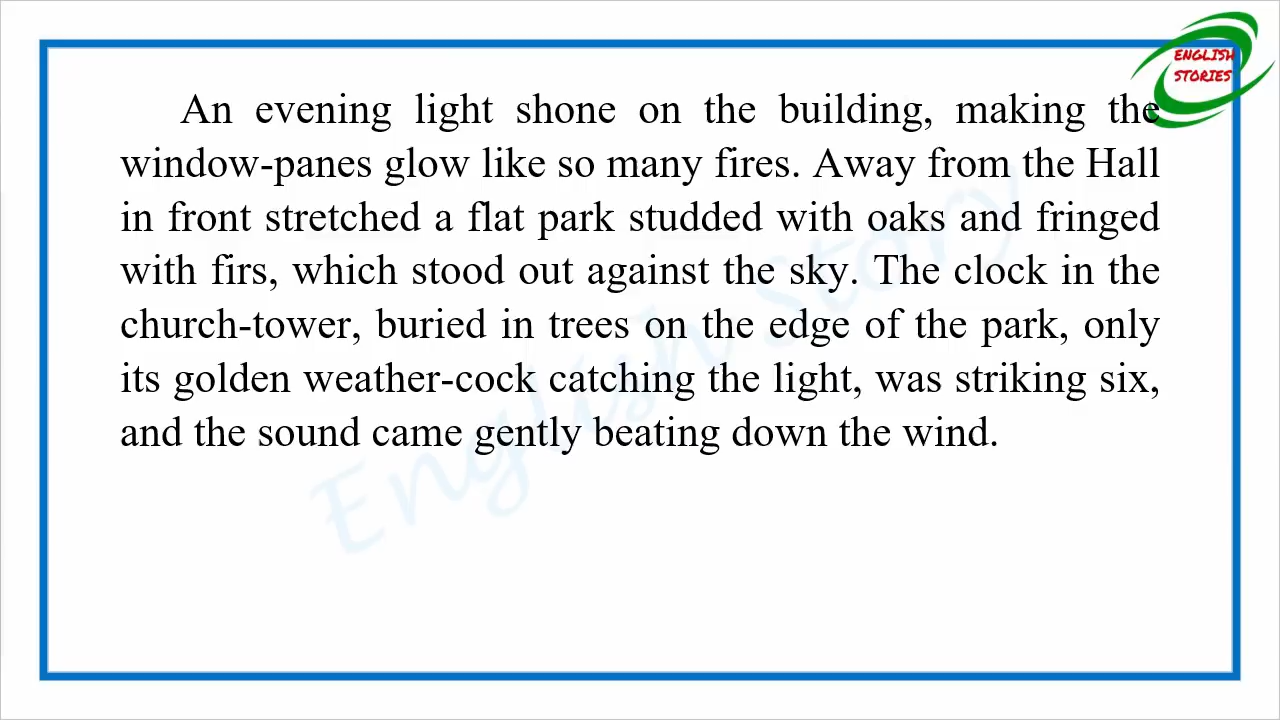 ENGLISH
STORIES
An evening light shone on the building, making the
window-panes glow like so many fires. Away from the Hall
in front stretched a flat park studded with oaks and fringed
with firs, which stood out against the sky. The clock in the
church-tower, buried in trees on the edge of the park, only
its golden weather-cock catching the light, was striking six,
and the sound came gently beating down the wind.
English Story